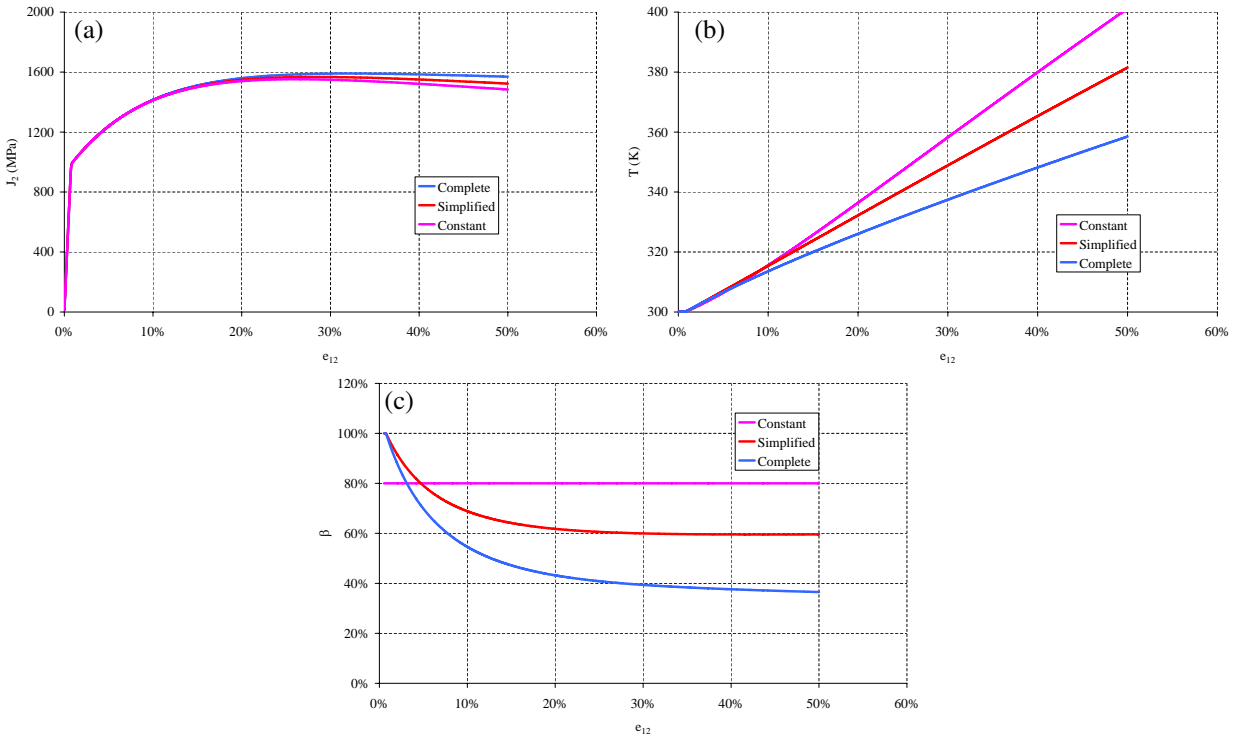 (a)
2000
1600
1200
800
400
0
J2 (MPa)
Complete
Simplified
Constant
0% 10% 20% 30% 40% 50% 60%
e12
(b)
400
380
360
340
320
300
T (K)
Constant
Simplified
Complete
0% 10% 20% 30% 40% 50% 60%
e12
(c)
120%
100%
80%
60%
40%
20%
0%
β
Constant
Simplified
Complete
0% 10% 20% 30% 40% 50% 60%
e12